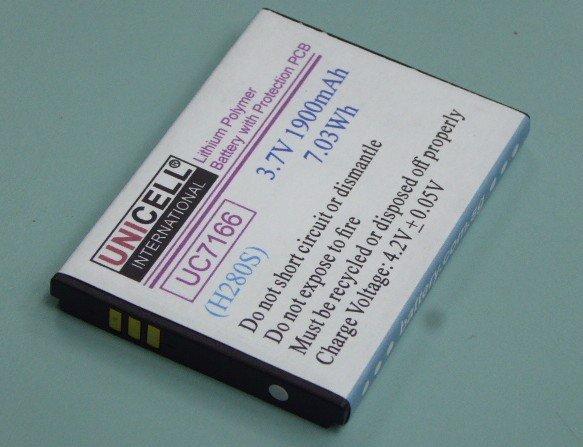 UNICELL®
INTERNATIONAL
Lithium Polymer
Battery with Protection PCB
UC7166
3.7V 1900mAh
7.03Wh
(H280S)
Do not short circuit or dismantle
Do not expose to fire
Must be recycled or disposed off properly
Charge Voltage: 4.2V ± 0.05V